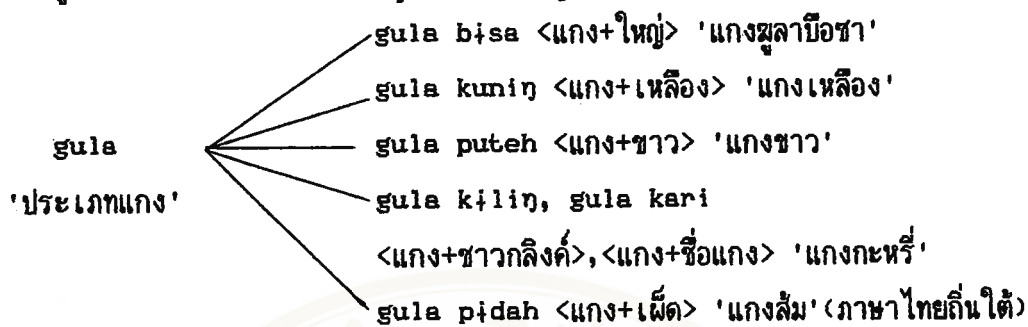 gula bɨsa <แกง+ใหญ่> 'แกงฆูลาบือซา'
gula kuniŋ <แกง+เหลือง> 'แกงเหลือง'
gula
gula puteh <แกง+ขาว> 'แกงขาว'
'ประเภทแกง'
gula kɨliŋ, gula kari
<แกง+ชาวกลิงค์>,<แกง+ชื่อแกง> 'แกงกะหรี่'
gula pɨdah <แกง+เผ็ด> 'แกงส้ม'(ภาษาไทยถิ่นใต้)